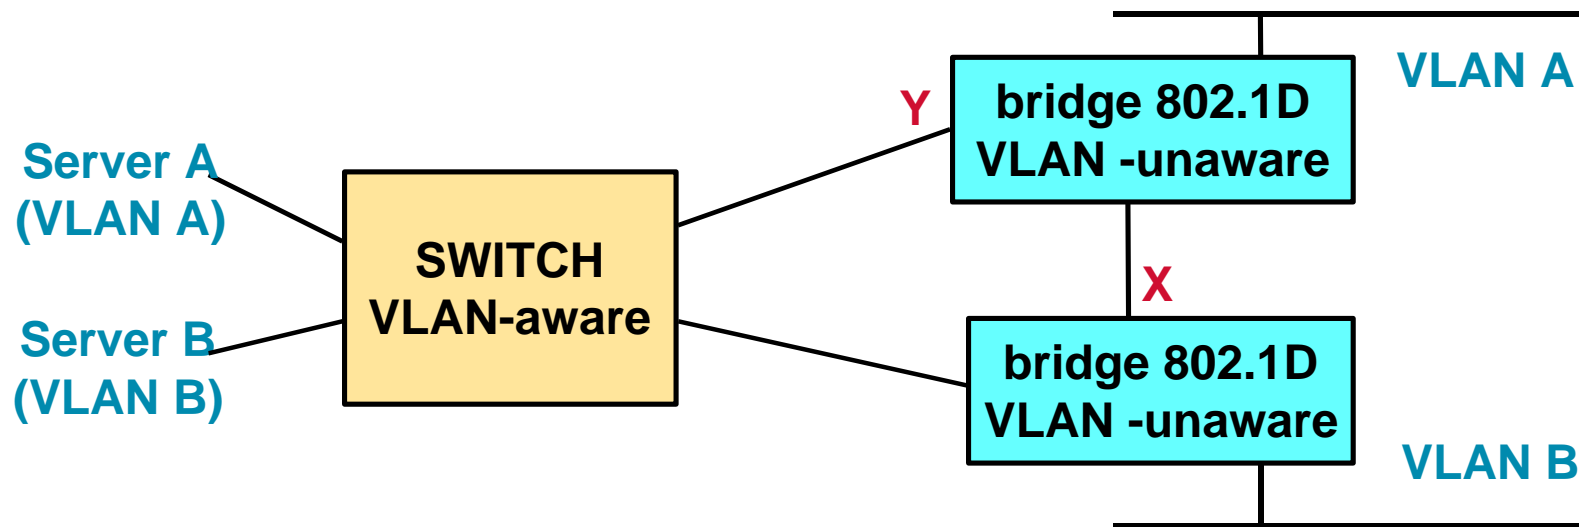 Server A
(VLAN A)
Server B
(VLAN B)
SWITCH
VLAN-aware
Y
bridge 802.1D
VLAN -unaware
VLAN A
X
bridge 802.1D
VLAN -unaware
VLAN B